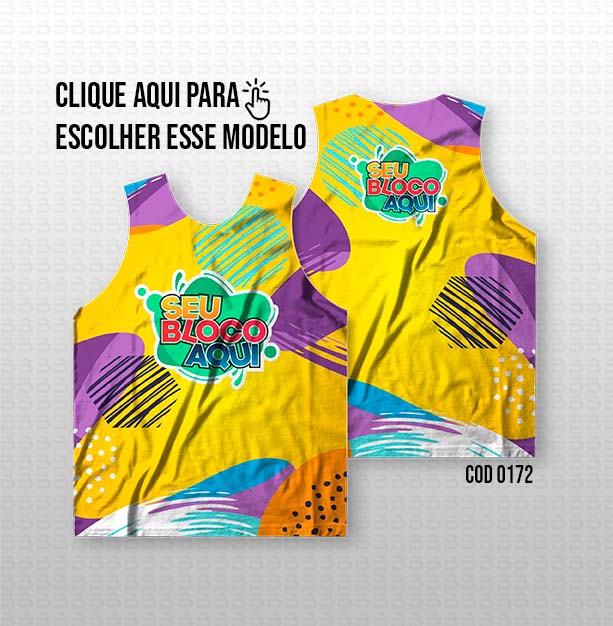 CLIQUE AQUI PARA
ESCOLHER ESSE MODELO
SEU
BLOCO
AQUI
SEU
BLOCO
AQUI
COD 0172